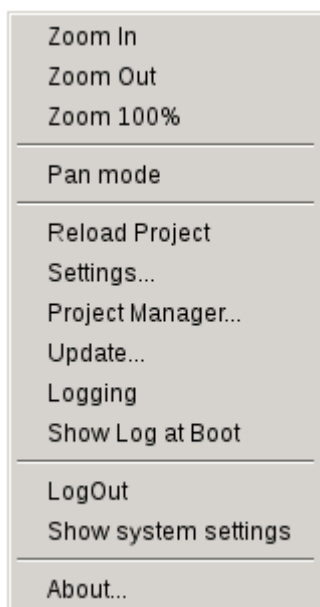 Zoom In
Zoom Out
Zoom 100%
Pan mode
Reload Project
Settings...
Project Manager...
Update...
Logging
Show Log at Boot
LogOut
Show system settings
About...